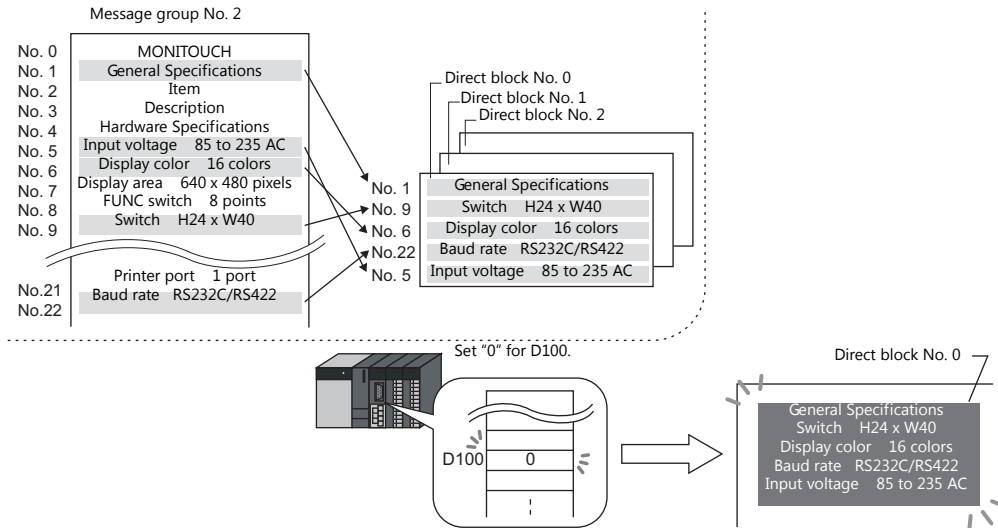 Message group No. 2
No. 0
No. 1
No. 2
No. 3
No. 4
No. 5
No. 6
No. 7
No. 8
No. 9
No.21
No.22
MONITOUCH
General Specifications
Item
Description
Hardware Specifications
Input voltage 85 to 235 AC
Display color 16 colors
Display area 640 x 480 pixels
FUNC switch 8 points
Switch H24 x W40
Printer port 1 port
Baud rate RS232C/RS422
Direct block No. 0
Direct block No. 1
Direct block No. 2
No. 1 General Specifications
No. 9 Switch H24 x W40
No. 6 Display color 16 colors
No.22 Baud rate RS232C/RS422
No. 5 Input voltage 85 to 235 AC
Set "0" for D100.
D100 0
Direct block No. 0
General Specifications
Switch H24 x W40
Display color 16 colors
Baud rate RS232C/RS422
Input voltage 85 to 235 AC